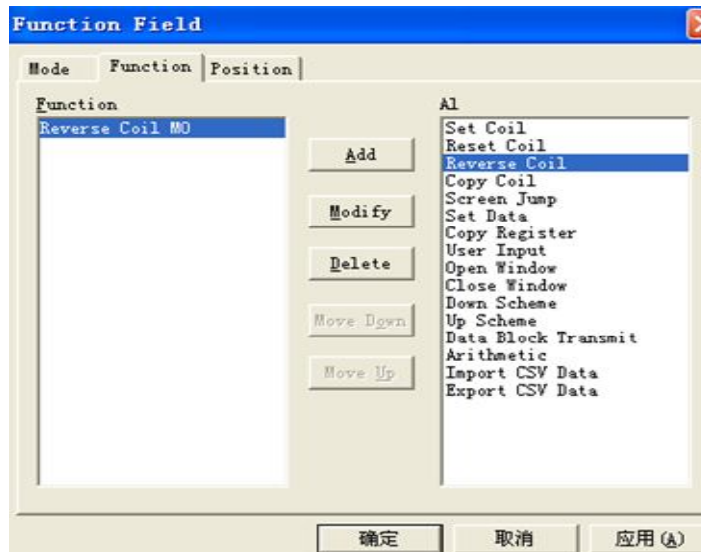 Function Field
Mode
Function
Position
Function
Al
Reverse Coil M0
Add
Modify
Delete
Move Down
Move Up
Set Coil
Reset Coil
Reverse Coil
Copy Coil
Screen Jump
Set Data
Copy Register
User Input
Open Window
Close Window
Down Scheme
Up Scheme
Data Block Transmit
Arithmetic
Import CSV Data
Export CSV Data
确定
取消
应用(A)